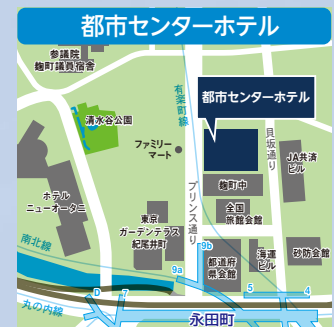 都市センターホテル
参議院
麹町議員宿舎
清水谷公園
有楽町線
都市センターホテル
ファミリー
マート
貝坂通り
JA共済
ビル
麹町中
ホテル
ニューオータニ
プリンス通り
全国
旅館会館
東京
ガーデンテラス
紀尾井町
南北線
9b
都道府
県会館
海運
ビル
砂防会館
9a
D
7
5
4
丸の内線
永田町